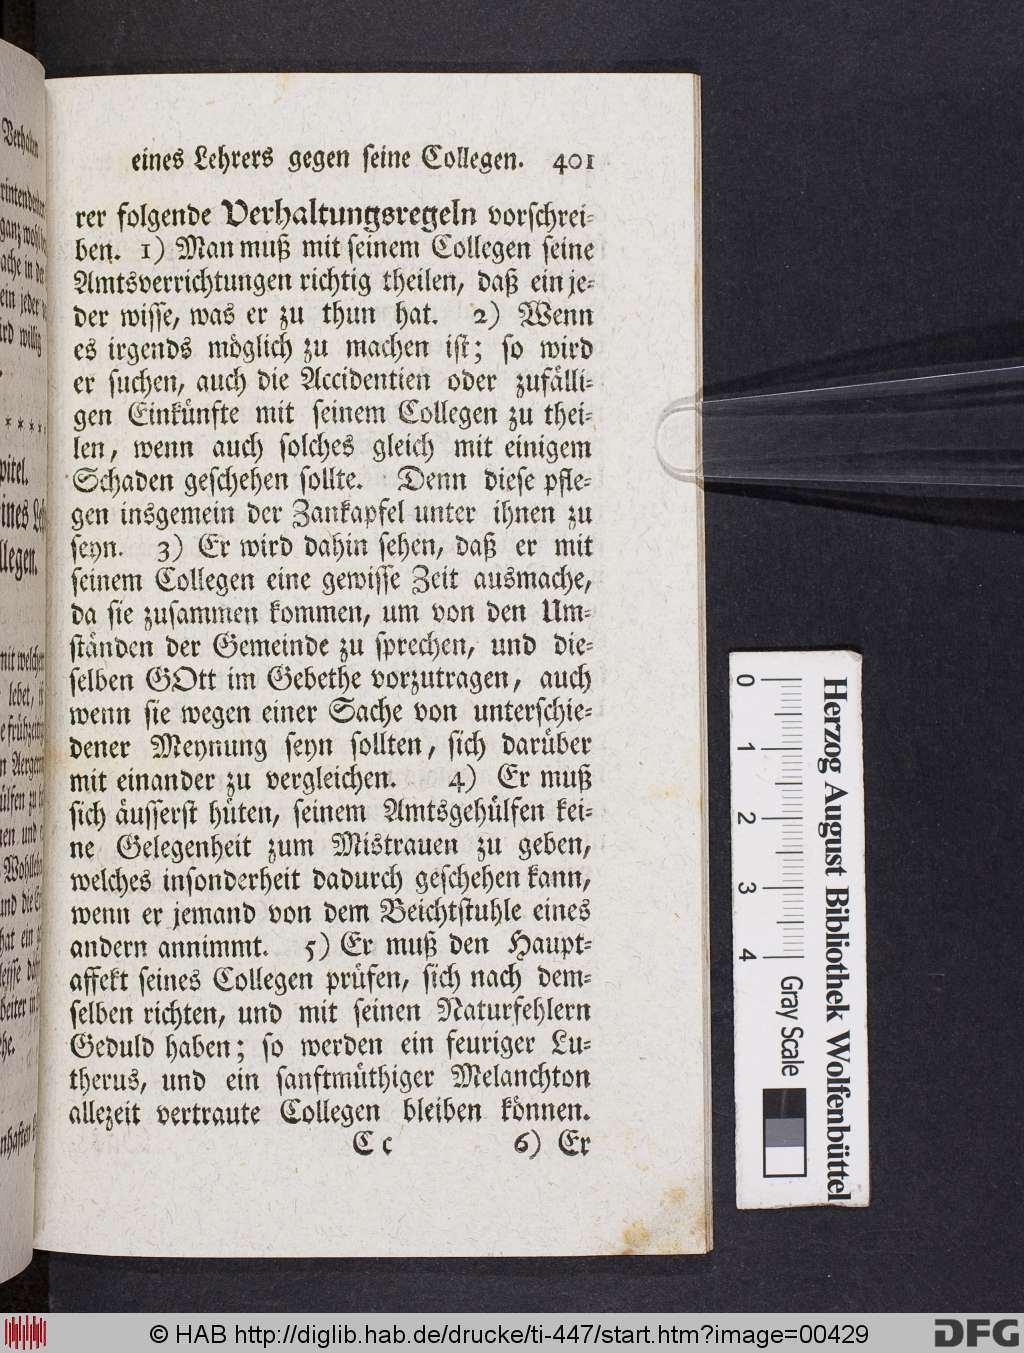 eines Lehrers gegen seine Collegen. 401
rer folgende Verhaltungsregeln vorschrei-
ben. 1) Man muß mit seinem Collegen seine
Amtsverrichtungen richtig theilen, daß ein je-
der wisse, was er zu thun hat. 2) Wenn
es irgends möglich zu machen ist; so wird
er suchen, auch die Accidentien oder zufälli-
gen Einkünfte mit seinem Collegen zu thei-
len, wenn auch solches gleich mit einigem
Schaden geschehen sollte. Denn diese pfle-
gen insgemein der Zankapfel unter ihnen zu
seyn. 3) Er wird dahin sehen, daß er mit
seinem Collegen eine gewisse Zeit ausmache,
da sie zusammen kommen, um von den Um-
ständen der Gemeinde zu sprechen, und die-
selben GOtt im Gebethe vorzutragen, auch
wenn sie wegen einer Sache von unterschie-
dener Meynung seyn sollten, sich darüber
mit einander zu vergleichen. 4) Er muß
sich äusserst hüten, seinem Amtsgehülfen kei-
ne Gelegenheit zum Mistrauen zu geben,
welches insonderheit dadurch geschehen kann,
wenn er jemand von dem Beichtstuhle eines
andern annimmt. 5) Er muß den Haupt-
affekt seines Collegen prüfen, sich nach dem-
selben richten, und mit seinen Naturfehlern
Geduld haben; so werden ein feuriger Lu-
therus, und ein sanftmüthiger Melanchton
allezeit vertraute Collegen bleiben können.
C c 6) Er
0 1 2 3 4
Gray Scale
Herzog August Bibliothek Wolfenbüttel
© HAB http://diglib.hab.de/drucke/ti-447/start.htm?image=00429
DFG